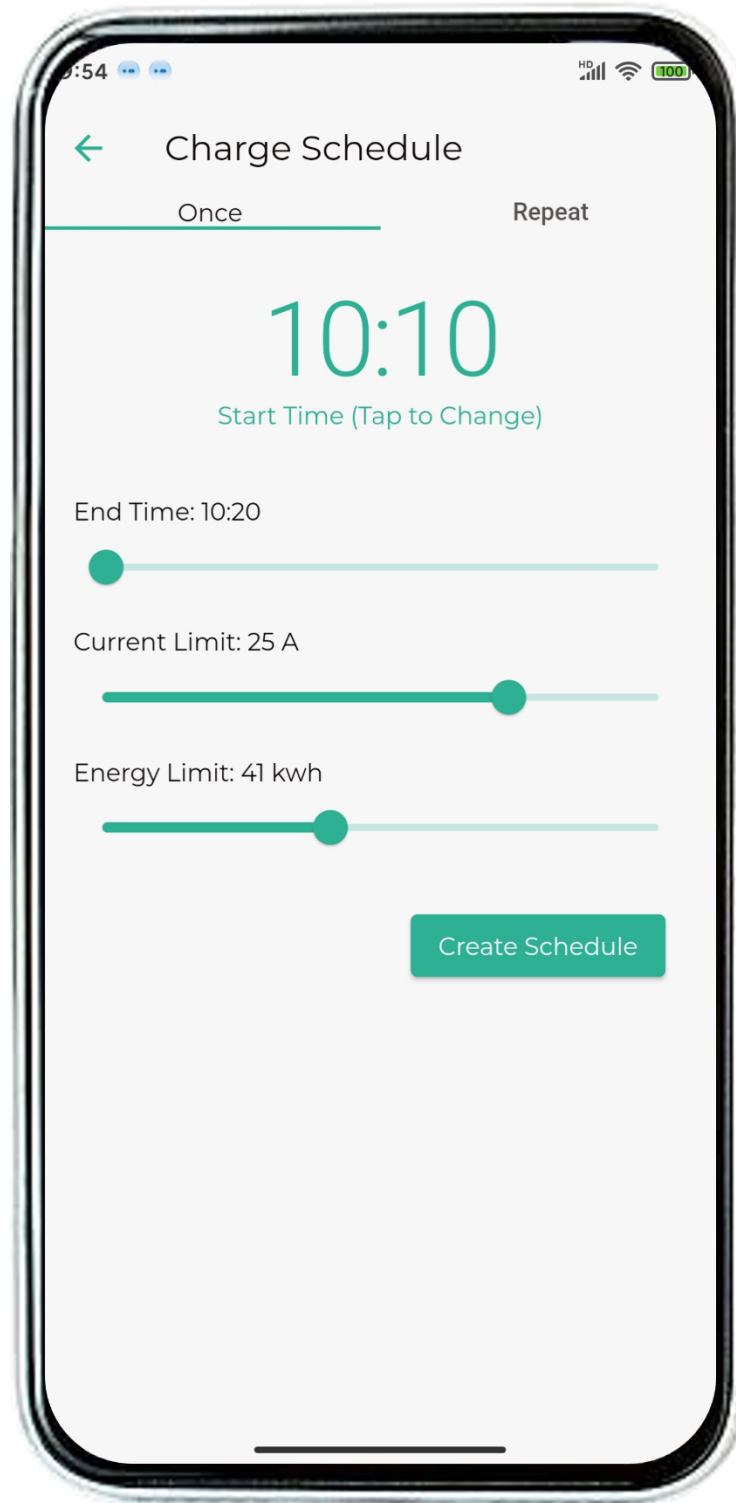 :54 HD 100
Charge Schedule
Once Repeat
10:10
Start Time (Tap to Change)
End Time: 10:20
Current Limit: 25 A
Energy Limit: 41 kwh
Create Schedule